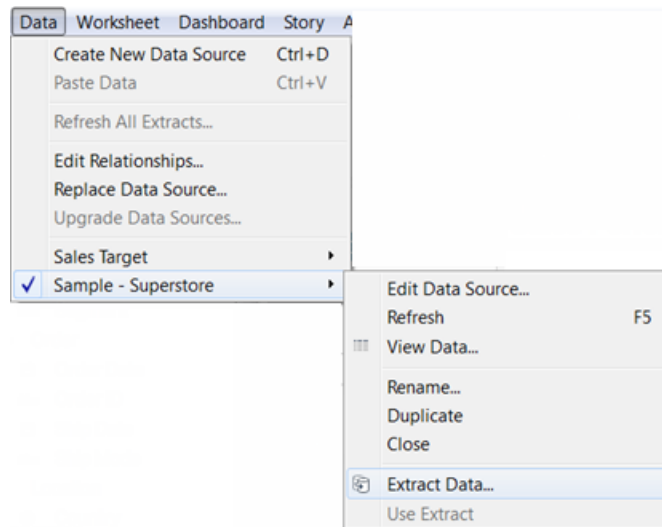 Data Worksheet Dashboard Story
Create New Data Source Ctrl+D
Paste Data Ctrl+V
Refresh All Extracts...
Edit Relationships...
Replace Data Source...
Upgrade Data Sources...
Sales Target
Sample - Superstore
Edit Data Source...
Refresh F5
View Data...
Rename...
Duplicate
Close
Extract Data...
Use Extract